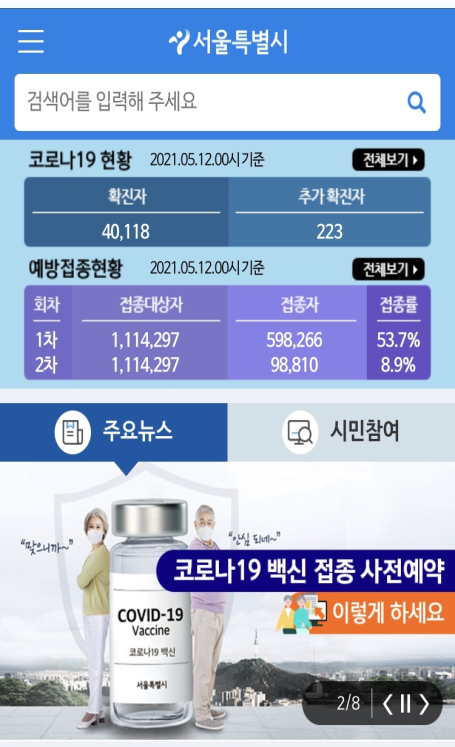 서울특별시
검색어를 입력해 주세요
코로나19 현황 2021.05.12.00시기준 전체보기
확진자 추가 확진자
40,118 223
예방접종현황 2021.05.12.00시기준 전체보기
회차 접종대상자 접종자 접종률
1차 1,114,297 598,266 53.7%
2차 1,114,297 98,810 8.9%
주요뉴스 시민참여
"맞으니까~" "안심 되네~"
코로나19 백신 접종 사전예약
이렇게 하세요
COVID-19
Vaccine
코로나19 백신
서울특별시
2/8